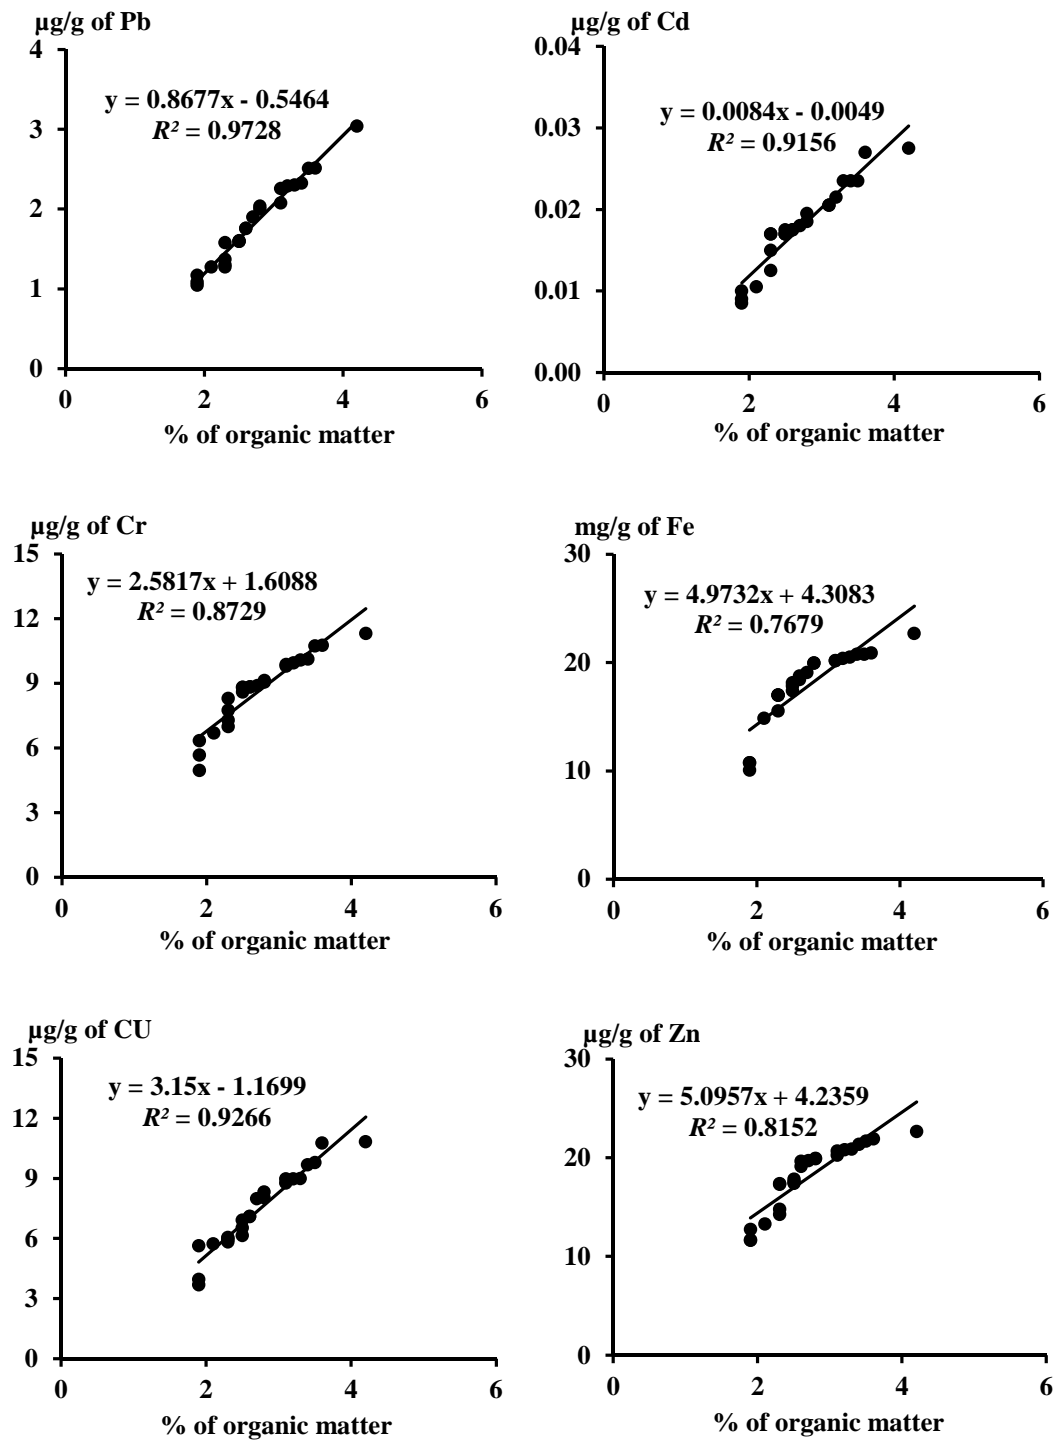 µg/g of Pb
4
3
2
1
0
y = 0.8677x - 0.5464
R² = 0.9728
0 2 4 6
% of organic matter
µg/g of Cd
0.04
0.03
0.02
0.01
0.00
y = 0.0084x - 0.0049
R² = 0.9156
0 2 4 6
% of organic matter
µg/g of Cr
15
12
9
6
3
0
y = 2.5817x + 1.6088
R² = 0.8729
0 2 4 6
% of organic matter
mg/g of Fe
30
20
10
0
y = 4.9732x + 4.3083
R² = 0.7679
0 2 4 6
% of organic matter
µg/g of CU
15
12
9
6
3
0
y = 3.15x - 1.1699
R² = 0.9266
0 2 4 6
% of organic matter
µg/g of Zn
30
20
10
0
y = 5.0957x + 4.2359
R² = 0.8152
0 2 4 6
% of organic matter